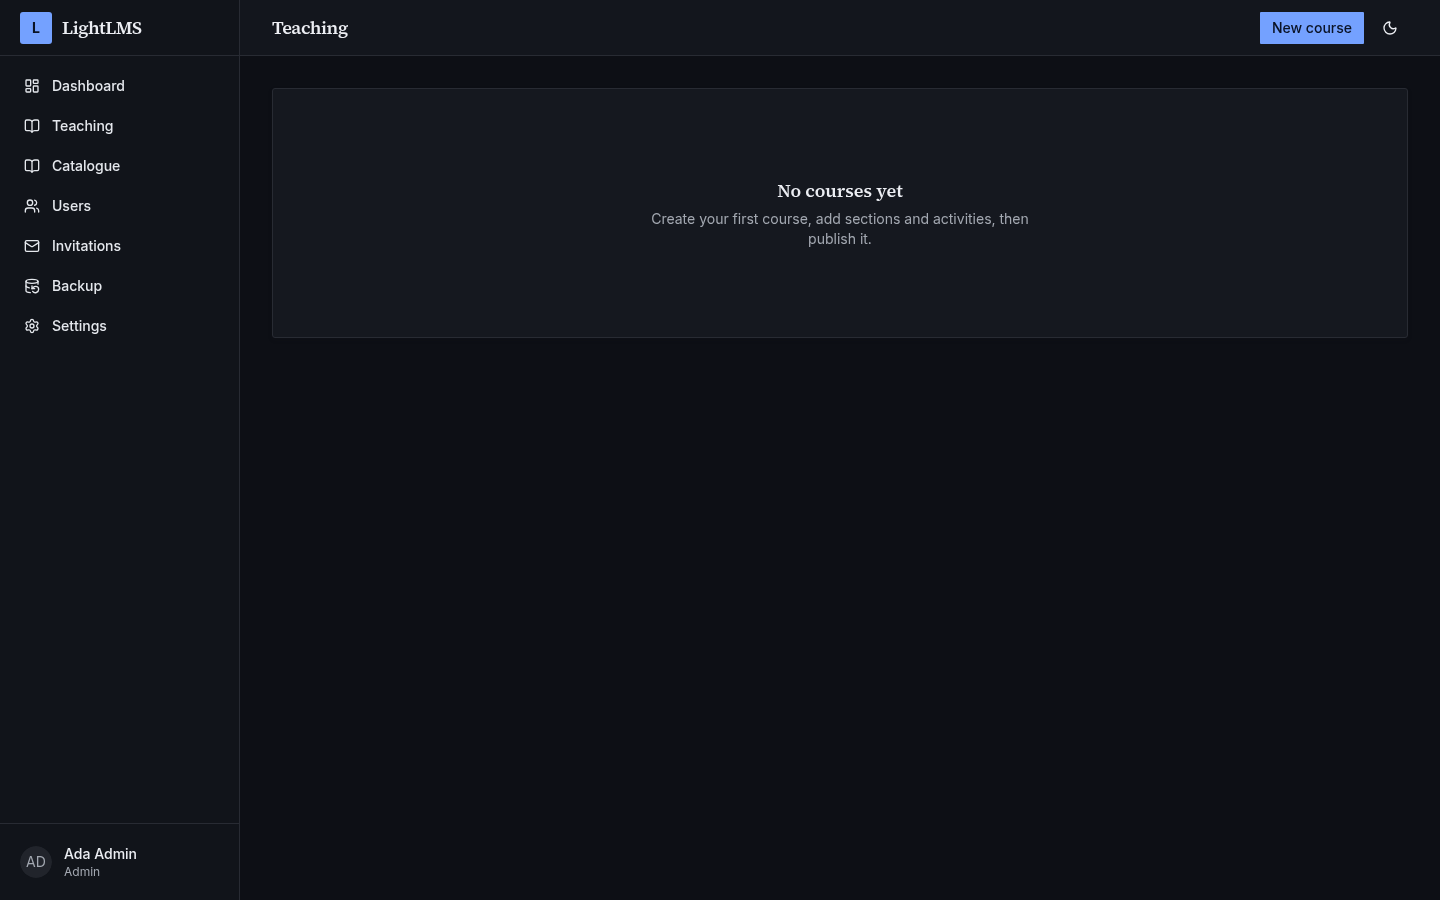 L
LightLMS
Teaching
New course
Dashboard
Teaching
Catalogue
Users
Invitations
Backup
Settings
No courses yet
Create your first course, add sections and activities, then
publish it.
AD
Ada Admin
Admin